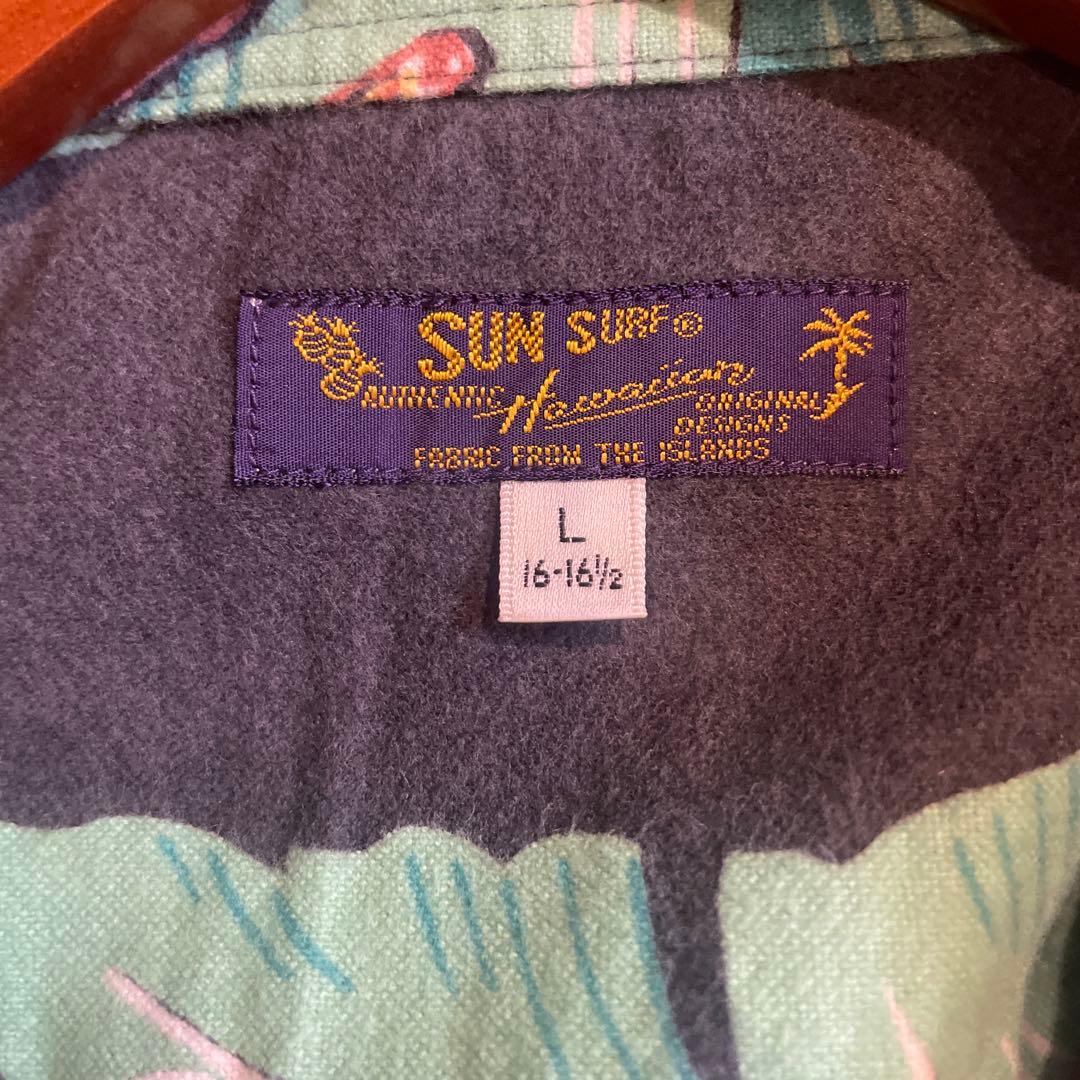 SUN SURF®
AUTHENTIC Hawaiian ORIGINAL
DESIGNS
FABRIC FROM THE ISLANDS
L
16-16½